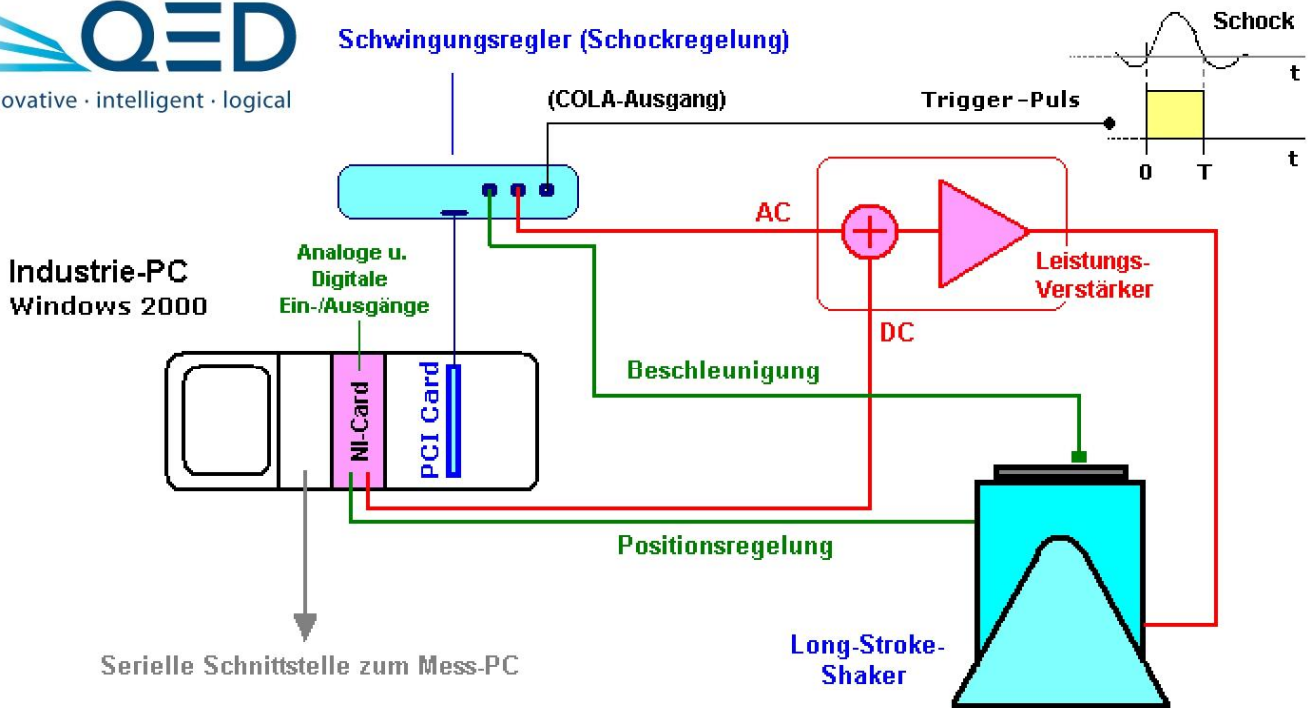 QED
ovative · intelligent · logical
Schwingungsregler (Schockregelung)
Schock
t
(COLA-Ausgang)
Trigger-Puls
t
0 T
AC
Industrie-PC
Windows 2000
Analoge u.
Digitale
Ein-/Ausgänge
Leistungs-
Verstärker
DC
Beschleunigung
NI-Card
PCI Card
Positionsregelung
Long-Stroke-
Shaker
Serielle Schnittstelle zum Mess-PC